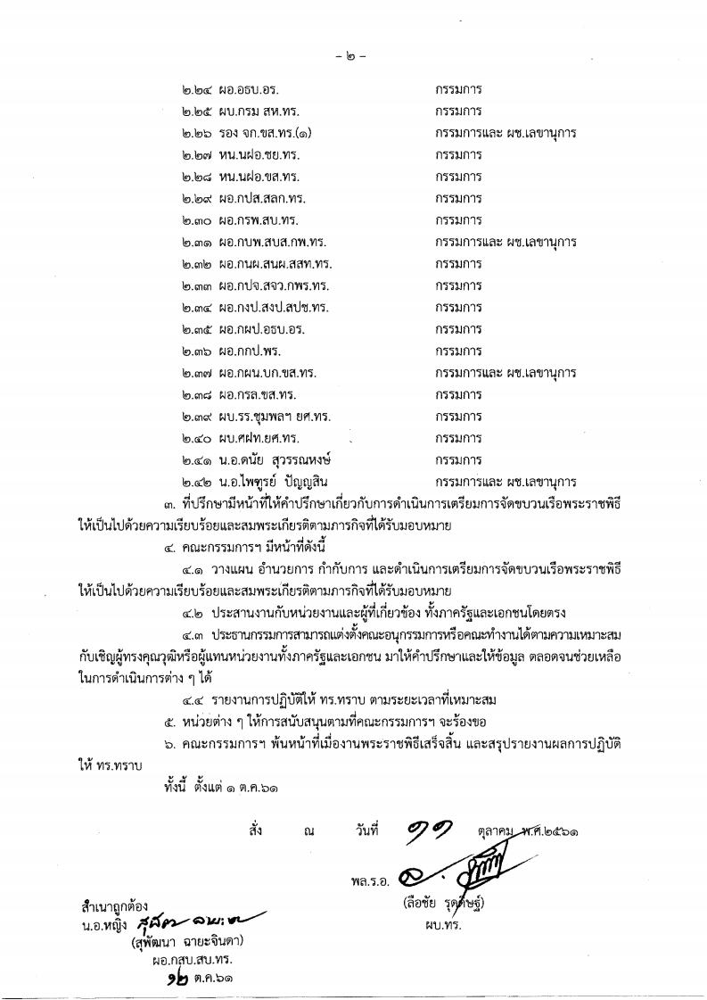 - ๒ -
๒.๒๔ ผอ.อธบ.อร. กรรมการ
๒.๒๕ ผบ.กรม สห.ทร. กรรมการ
๒.๒๖ รอง จก.ขส.ทร.(๑) กรรมการและ ผช.เลขานุการ
๒.๒๗ หน.นฝอ.ชย.ทร. กรรมการ
๒.๒๘ หน.นฝอ.ขส.ทร. กรรมการ
๒.๒๙ ผอ.กปส.สลก.ทร. กรรมการ
๒.๓๐ ผอ.กรพ.สบ.ทร. กรรมการ
๒.๓๑ ผอ.กบพ.สบส.กพ.ทร. กรรมการและ ผช.เลขานุการ
๒.๓๒ ผอ.กนผ.สนผ.สสท.ทร. กรรมการ
๒.๓๓ ผอ.กปจ.สจว.กพร.ทร. กรรมการ
๒.๓๔ ผอ.กงป.สงป.สปช.ทร. กรรมการ
๒.๓๕ ผอ.กผป.อธบ.อร. กรรมการ
๒.๓๖ ผอ.กกป.พร. กรรมการ
๒.๓๗ ผอ.กผน.บก.ขส.ทร. กรรมการและ ผช.เลขานุการ
๒.๓๘ ผอ.กรล.ขส.ทร. กรรมการ
๒.๓๙ ผบ.รร.ชุมพลฯ ยศ.ทร. กรรมการ
๒.๔๐ ผบ.ศฝท.ยศ.ทร. กรรมการ
๒.๔๑ น.อ.ดนัย สุวรรณหงษ์ กรรมการ
๒.๔๒ น.อ.ไพฑูรย์ ปัญญสิน กรรมการและ ผช.เลขานุการ
๓. ที่ปรึกษามีหน้าที่ให้คำปรึกษาเกี่ยวกับการดำเนินการเตรียมการจัดขบวนเรือพระราชพิธี
ให้เป็นไปด้วยความเรียบร้อยและสมพระเกียรติตามภารกิจที่ได้รับมอบหมาย
๔. คณะกรรมการฯ มีหน้าที่ดังนี้
๔.๑ วางแผน อำนวยการ กำกับการ และดำเนินการเตรียมการจัดขบวนเรือพระราชพิธี
ให้เป็นไปด้วยความเรียบร้อยและสมพระเกียรติตามภารกิจที่ได้รับมอบหมาย
๔.๒ ประสานงานกับหน่วยงานและผู้ที่เกี่ยวข้อง ทั้งภาครัฐและเอกชนโดยตรง
๔.๓ ประธานกรรมการสามารถแต่งตั้งคณะอนุกรรมการหรือคณะทำงานได้ตามความเหมาะสม
กับเชิญผู้ทรงคุณวุฒิหรือผู้แทนหน่วยงานทั้งภาครัฐและเอกชน มาให้คำปรึกษาและให้ข้อมูล ตลอดจนช่วยเหลือ
ในการดำเนินการต่าง ๆ ได้
๔.๔ รายงานการปฏิบัติให้ ทร.ทราบ ตามระยะเวลาที่เหมาะสม
๕. หน่วยต่าง ๆ ให้การสนับสนุนตามที่คณะกรรมการฯ จะร้องขอ
๖. คณะกรรมการฯ พ้นหน้าที่เมื่องานพระราชพิธีเสร็จสิ้น และสรุปรายงานผลการปฏิบัติ
ให้ ทร.ทราบ
ทั้งนี้ ตั้งแต่ ๑ ต.ค.๖๑
สั่ง ณ วันที่ ๑๑ ตุลาคม พ.ศ.๒๕๖๑
พล.ร.อ.
(ลือชัย รุดดิษฐ์)
ผบ.ทร.
สำเนาถูกต้อง
น.อ.หญิง
(สุพัฒนา ฉายะจินดา)
ผอ.กสบ.สบ.ทร.
๑๒ ต.ค.๖๑